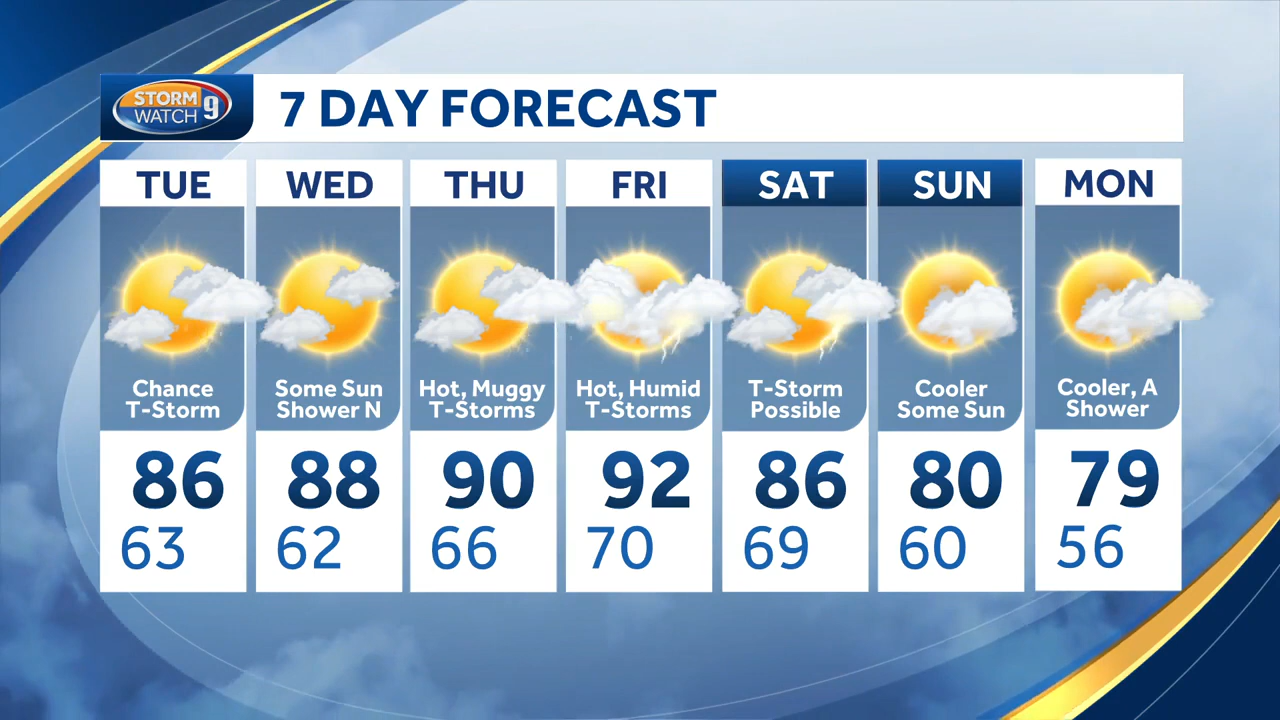 STORM
WATCH 9
7 DAY FORECAST
TUE
Chance
T-Storm
86
63
WED
Some Sun
Shower N
88
62
THU
Hot, Muggy
T-Storms
90
66
FRI
Hot, Humid
T-Storms
92
70
SAT
T-Storm
Possible
86
69
SUN
Cooler
Some Sun
80
60
MON
Cooler, A
Shower
79
56